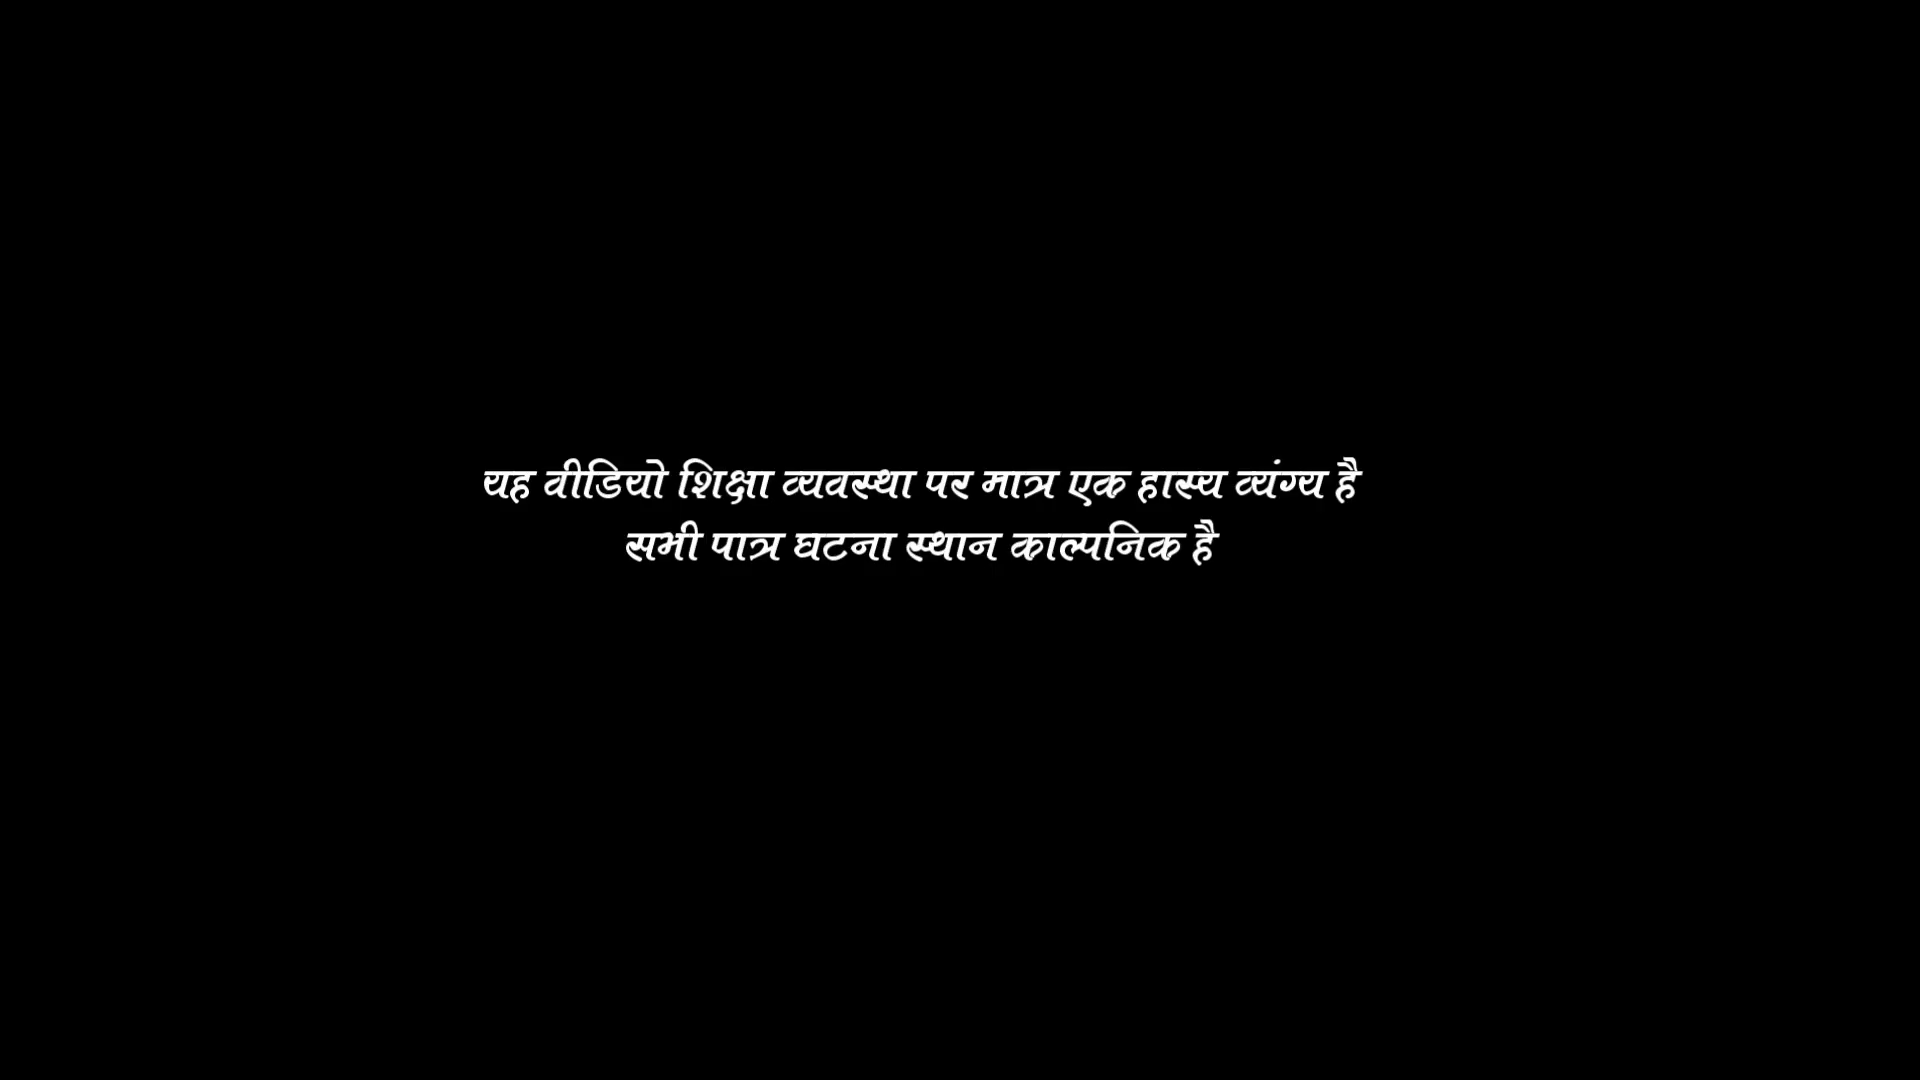 यह वीडियो शिक्षा व्यवस्था पर मात्र एक हास्य व्यंग्य है
सभी पात्र घटना स्थान काल्पनिक है